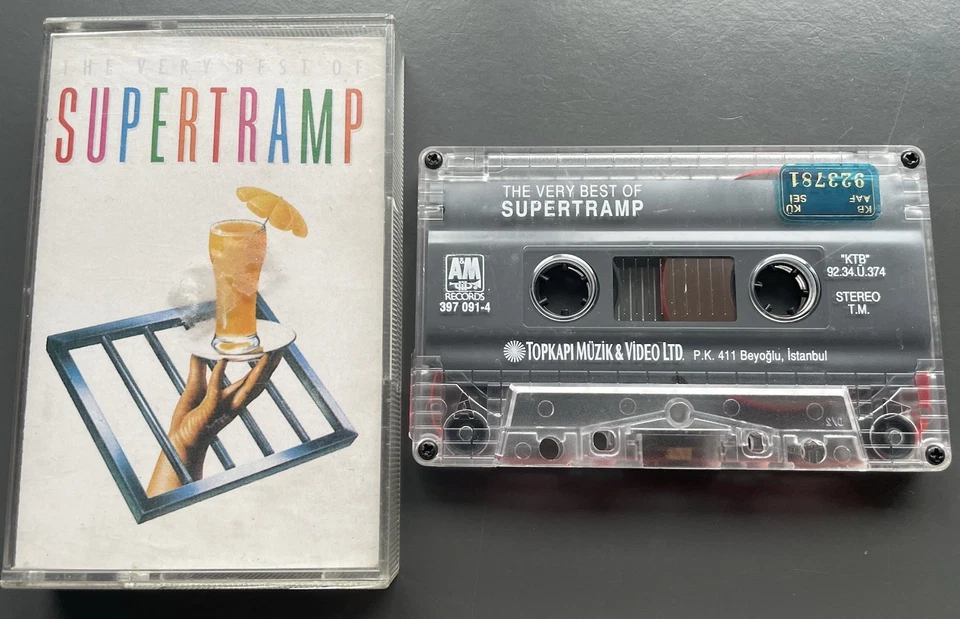 THE VERY BEST OF
SUPERTRAMP
THE VERY BEST OF
SUPERTRAMP
923781
KB
AAF
KÜ
SEİ
A&M
RECORDS
397 091-4
"KTB"
92.34.Ü.374
STEREO
T.M.
TOPKAPI MÜZİK & VİDEO LTD. P.K. 411 Beyoğlu, İstanbul